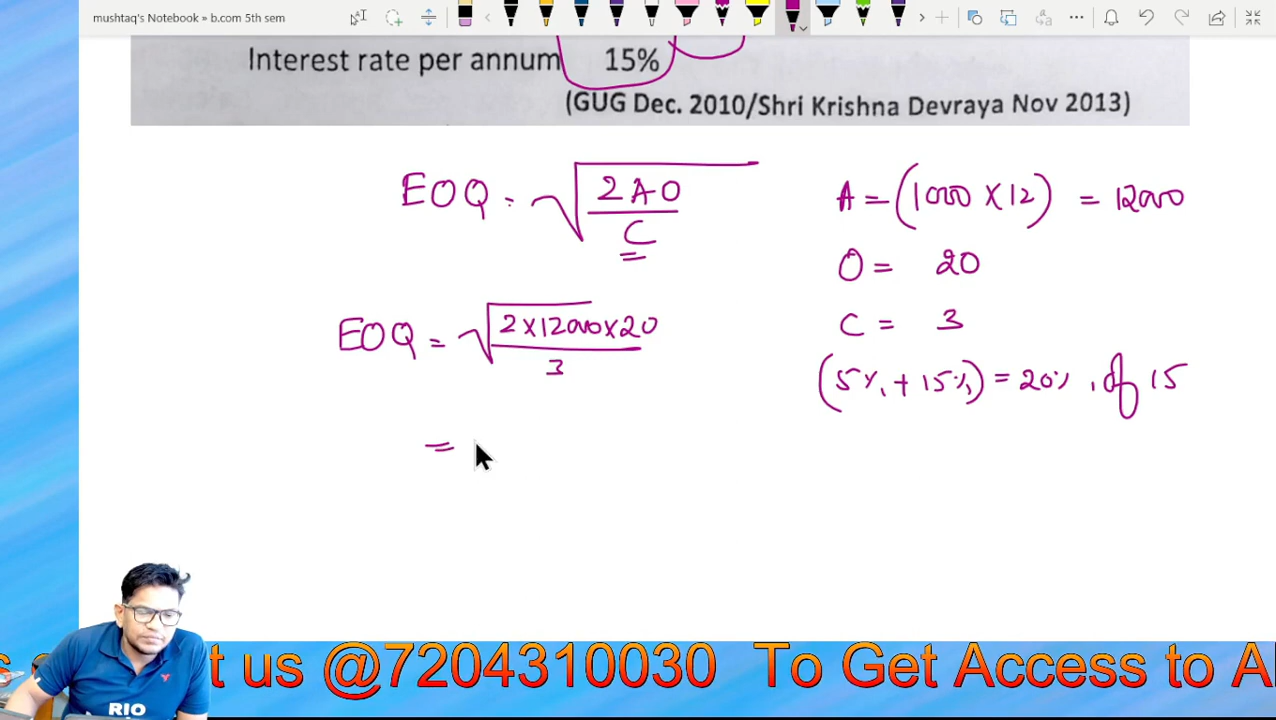 mushtaq's Notebook » b.com 5th sem
Interest rate per annum 15%
(GUG Dec. 2010/Shri Krishna Devraya Nov 2013)
EOQ = √(2AO/C)
A = (1000 × 12) = 12000
O = 20
C = 3
EOQ = √(2×12000×20/3)
(5% + 15%) = 20% of 15
=
RIO
t us @7204310030 To Get Access to A